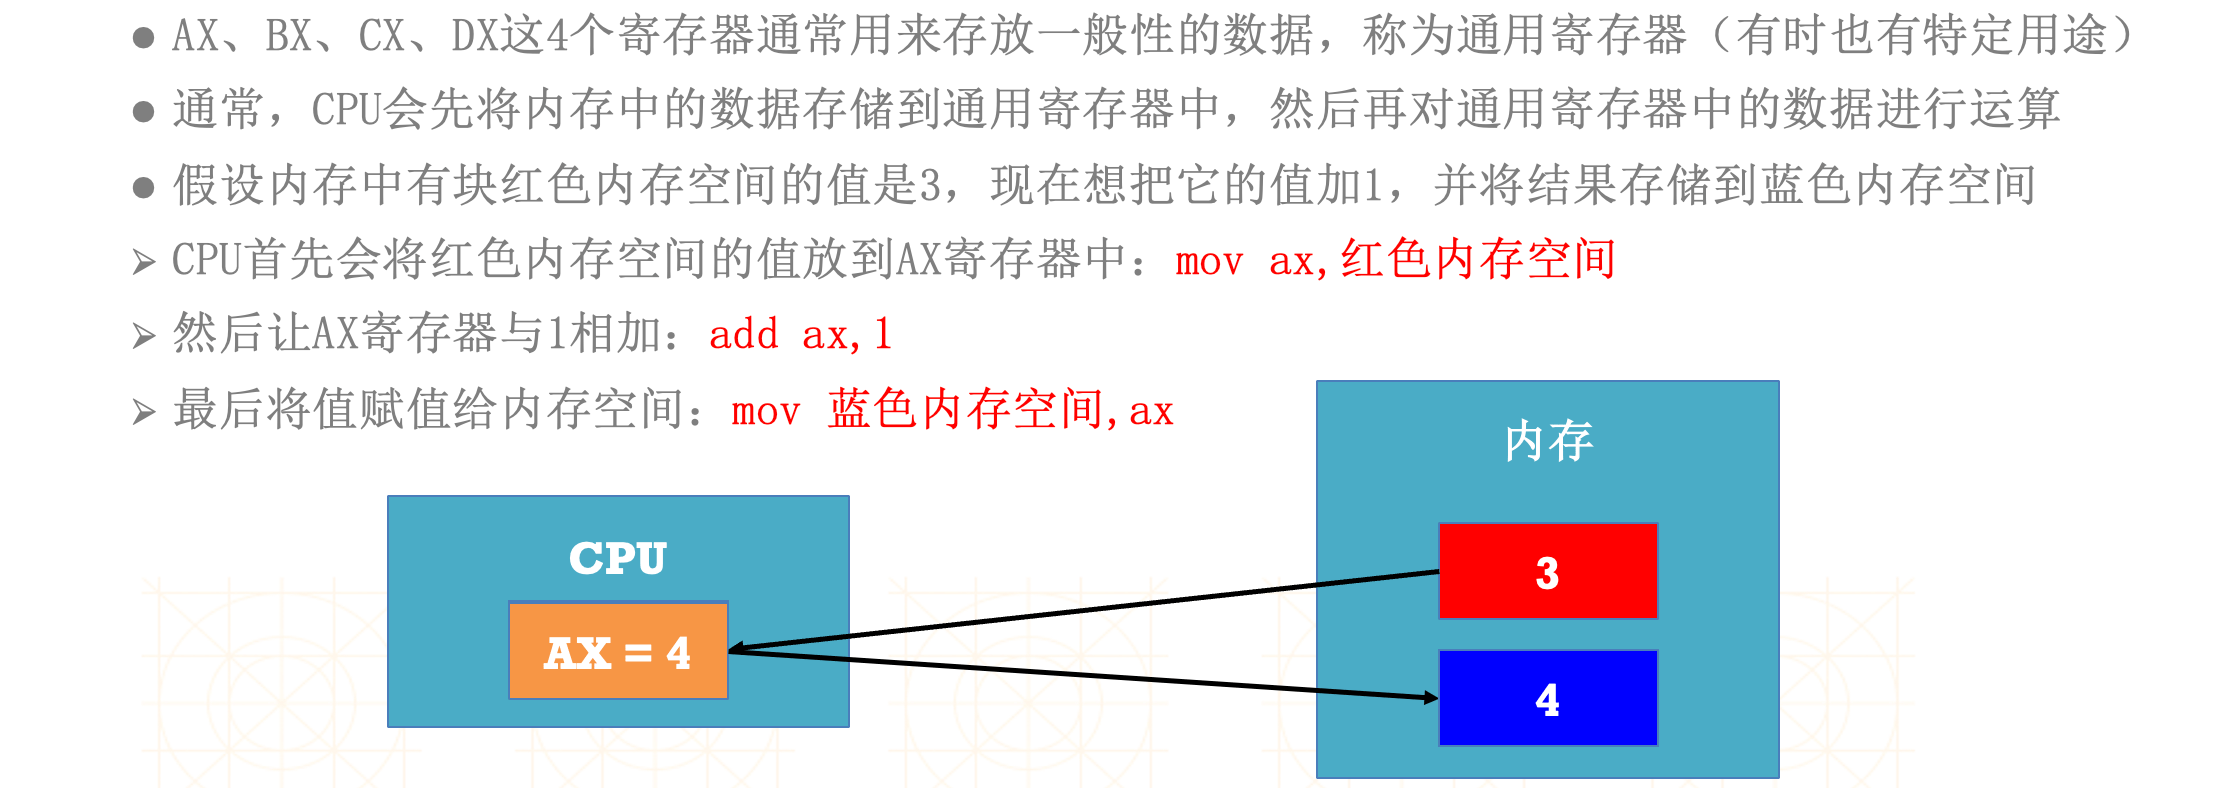 ● AX、BX、CX、DX这4个寄存器通常用来存放一般性的数据，称为通用寄存器（有时也有特定用途）
● 通常，CPU会先将内存中的数据存储到通用寄存器中，然后再对通用寄存器中的数据进行运算
● 假设内存中有块红色内存空间的值是3，现在想把它的值加1，并将结果存储到蓝色内存空间
➢ CPU首先会将红色内存空间的值放到AX寄存器中：mov ax,红色内存空间
➢ 然后让AX寄存器与1相加：add ax,1
➢ 最后将值赋值给内存空间：mov 蓝色内存空间,ax
内存
CPU
3
AX = 4
4